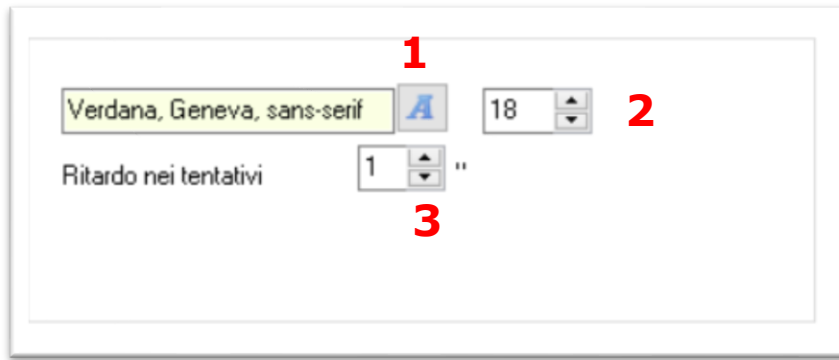 1
Verdana, Geneva, sans-serif A 18 2
Ritardo nei tentativi 1 "
3